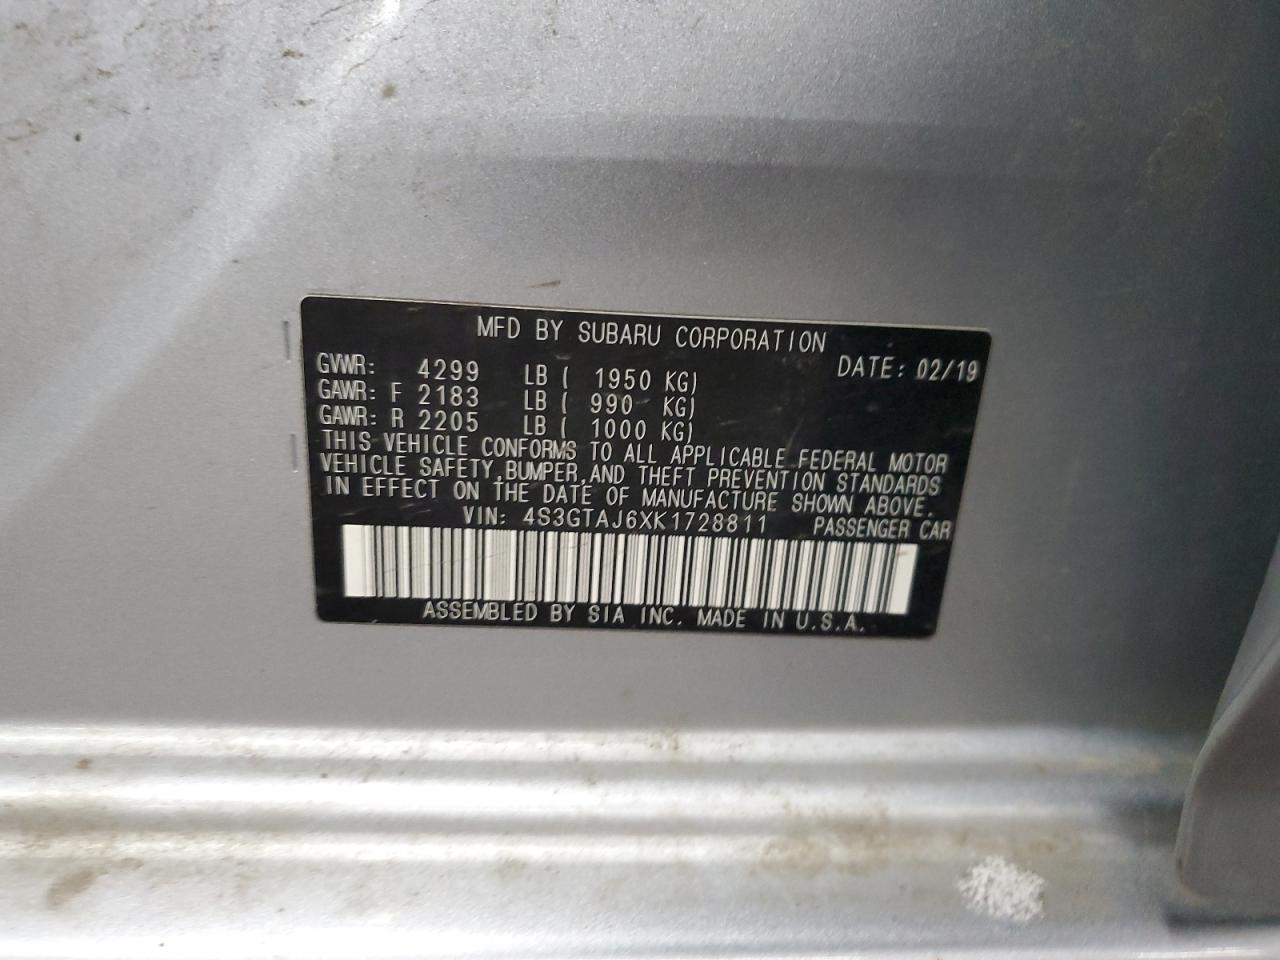 MFD BY SUBARU CORPORATION
GVWR: 4299 LB ( 1950 KG) DATE: 02/19
GAWR: F 2183 LB ( 990 KG)
GAWR: R 2205 LB ( 1000 KG)
THIS VEHICLE CONFORMS TO ALL APPLICABLE FEDERAL MOTOR
VEHICLE SAFETY,BUMPER,AND THEFT PREVENTION STANDARDS
IN EFFECT ON THE DATE OF MANUFACTURE SHOWN ABOVE.
VIN: 4S3GTAJ6XK1728811 PASSENGER CAR
ASSEMBLED BY SIA INC. MADE IN U.S.A.